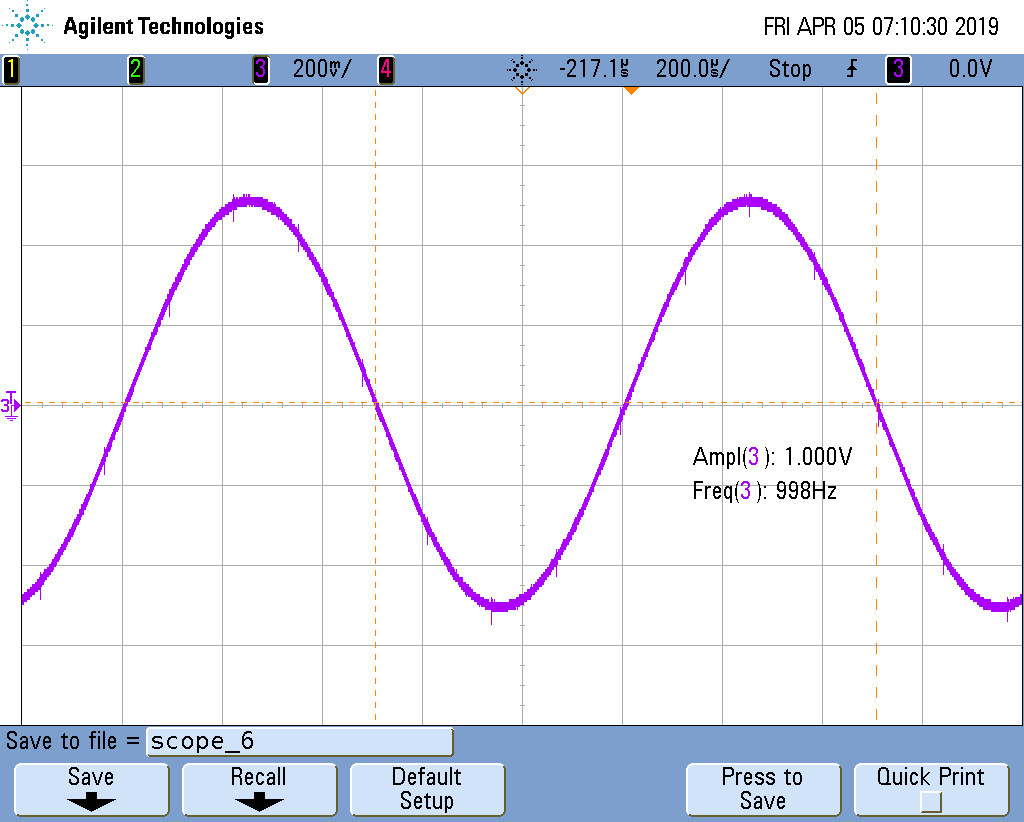 Agilent Technologies FRI APR 05 07:10:30 2019
1 2 3 200mV/ 4 -217.1µs 200.0µs/ Stop 3 0.0V
3
Ampl(3): 1.000V
Freq(3): 998Hz
Save to file = scope_6
Save Recall Default Setup Press to Save Quick Print